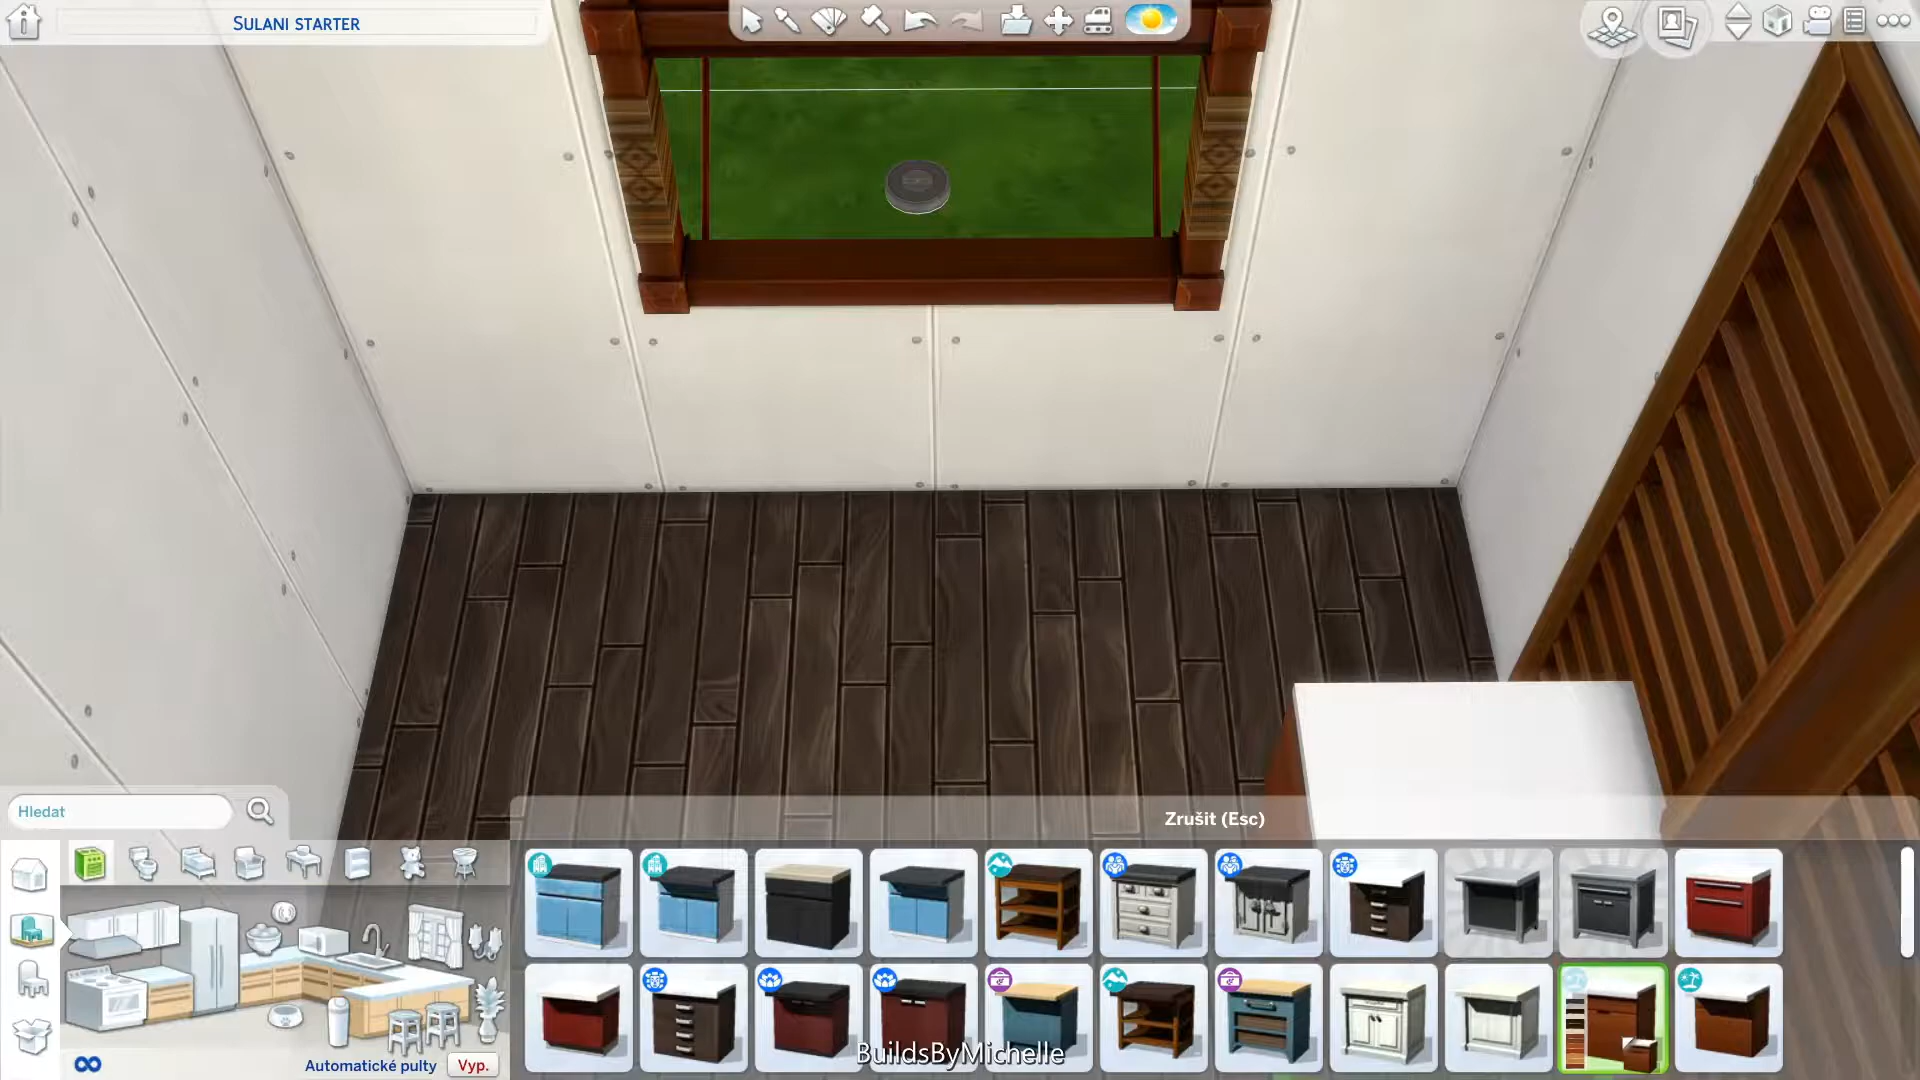 SULANI STARTER
Hledat
Zrušit (Esc)
Automatické pulty
Vyp.
BuildsByMichelle